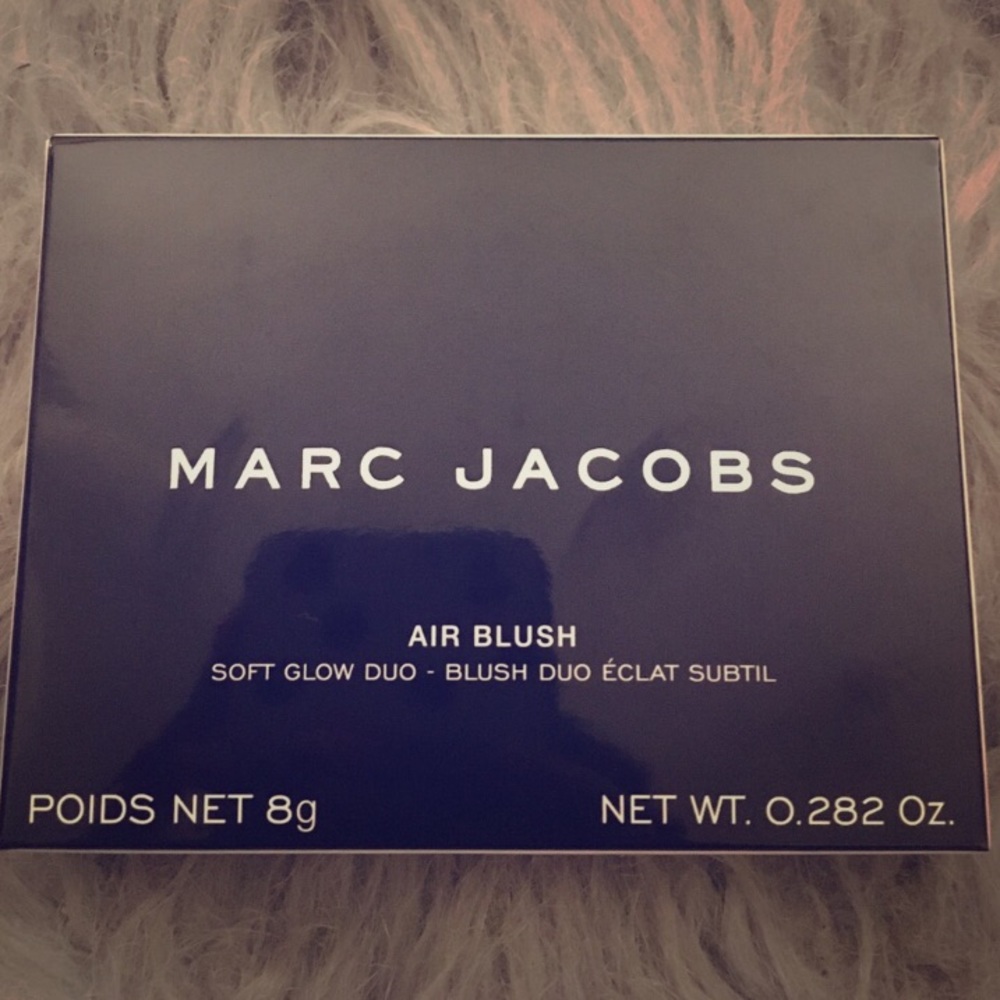 MARC JACOBS
AIR BLUSH
SOFT GLOW DUO - BLUSH DUO ÉCLAT SUBTIL
POIDS NET 8g NET WT. 0.282 Oz.